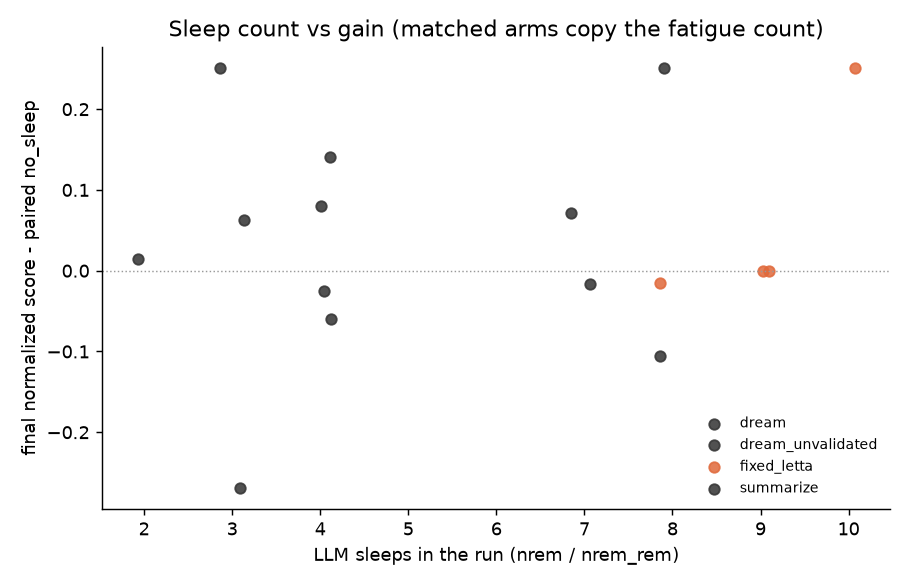 Sleep count vs gain (matched arms copy the fatigue count)
final normalized score - paired no_sleep
0.2
0.1
0.0
−0.1
−0.2
dream
dream_unvalidated
fixed_letta
summarize
2 3 4 5 6 7 8 9 10
LLM sleeps in the run (nrem / nrem_rem)